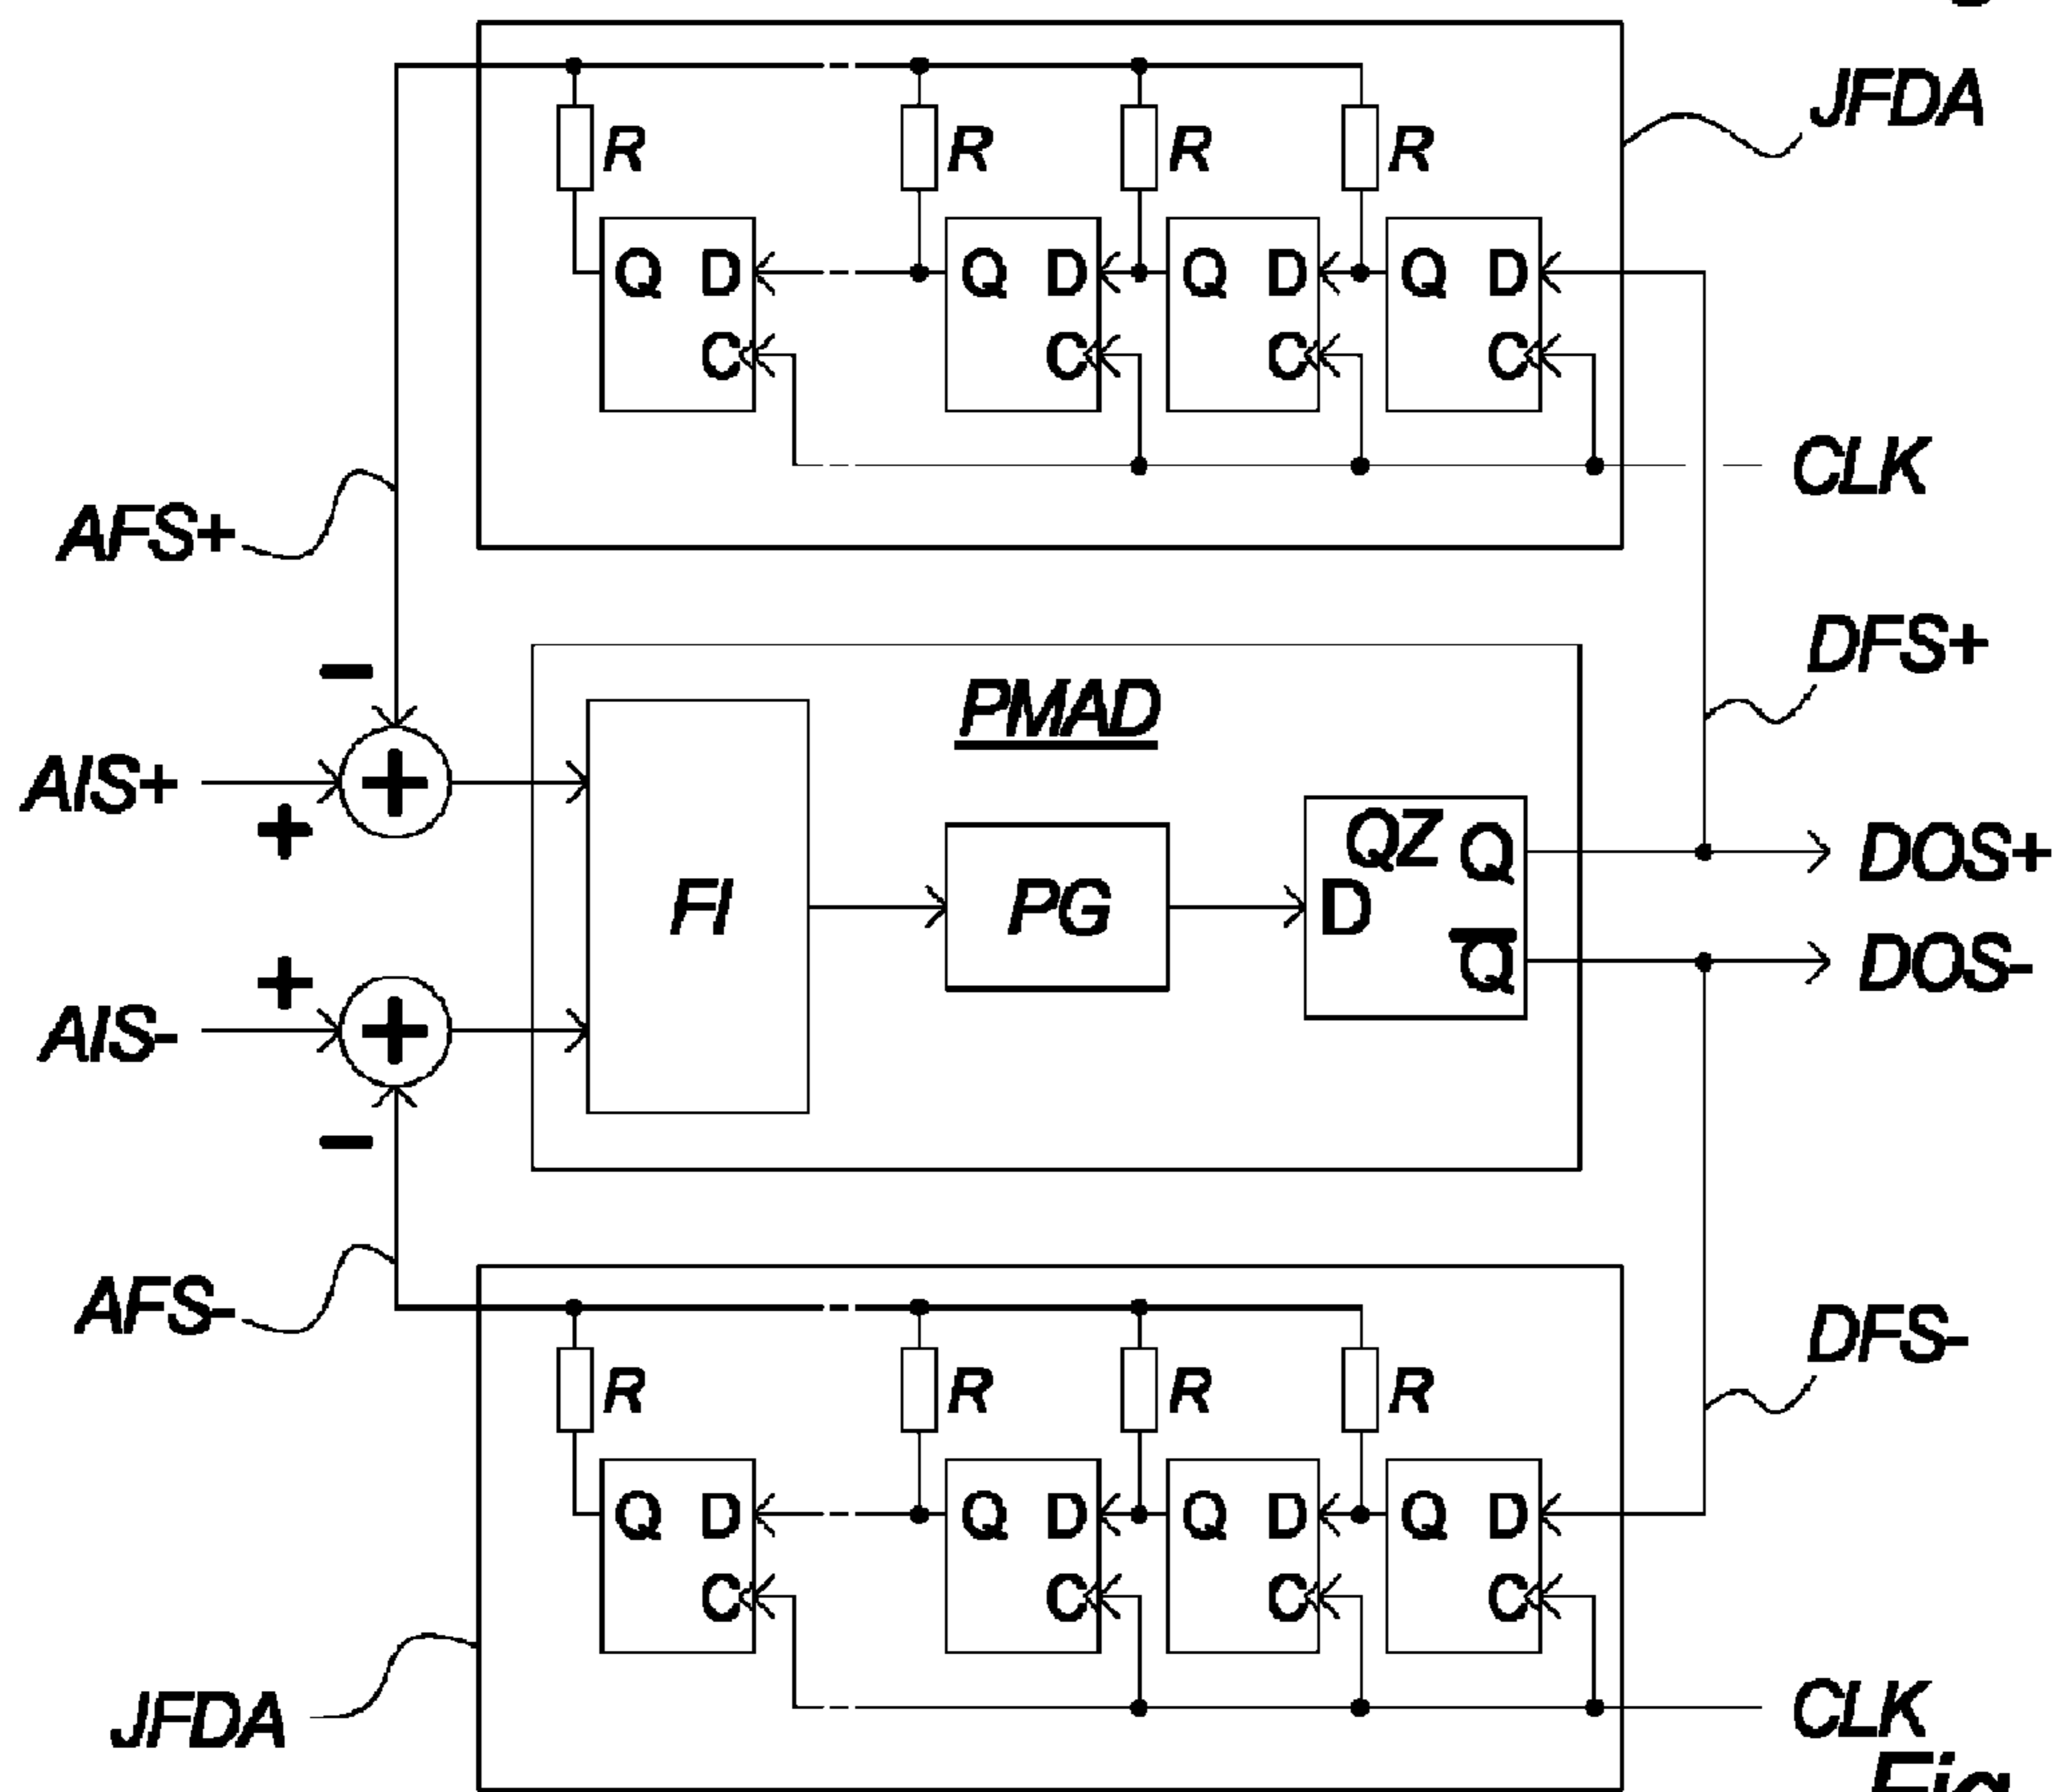 JFDA
R R R R
Q D Q D Q D Q D
C C C C
CLK
AFS+
DFS+
−
PMAD
AIS+ + +
FI PG QZ D Q Q̅
DOS+
DOS-
AIS- + +
−
AFS-
DFS-
R R R R
Q D Q D Q D Q D
C C C C
JFDA
CLK